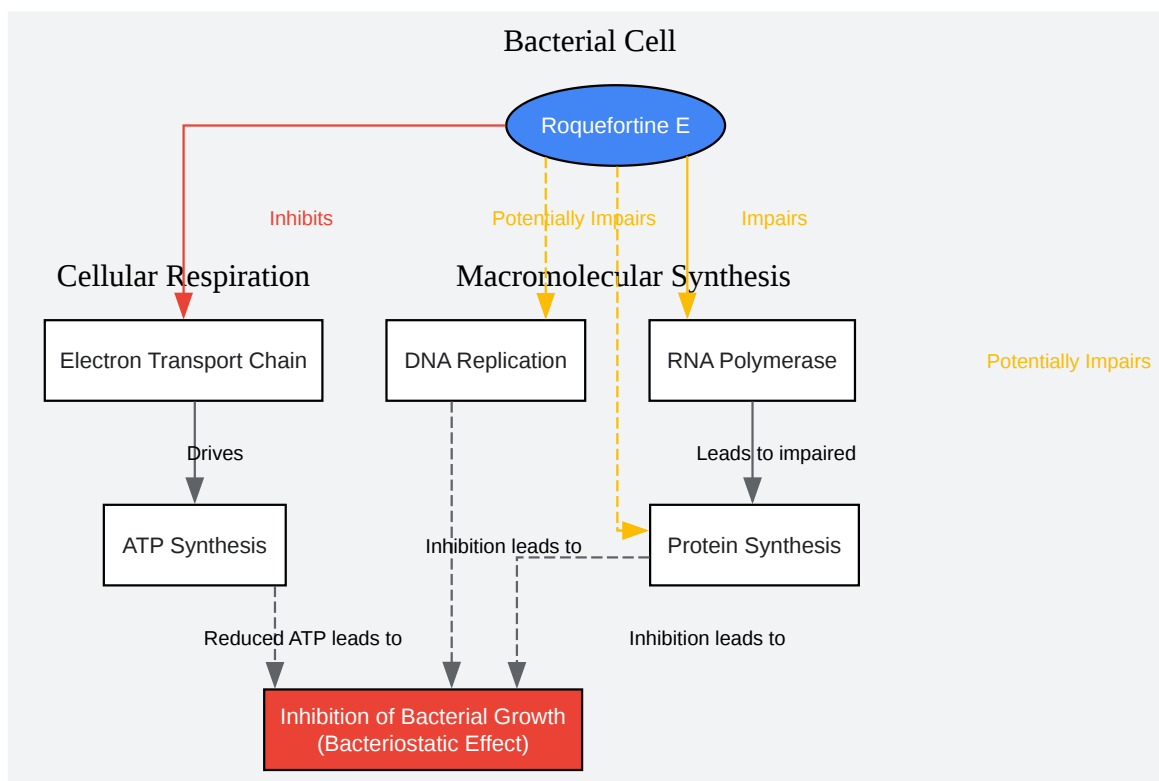 Bacterial Cell
Roquefortine E
Inhibits
Potentially Impairs
Impairs
Cellular Respiration
Macromolecular Synthesis
Electron Transport Chain
DNA Replication
RNA Polymerase
Potentially Impairs
Drives
Leads to impaired
ATP Synthesis
Inhibition leads to
Protein Synthesis
Reduced ATP leads to
Inhibition leads to
Inhibition of Bacterial Growth
(Bacteriostatic Effect)